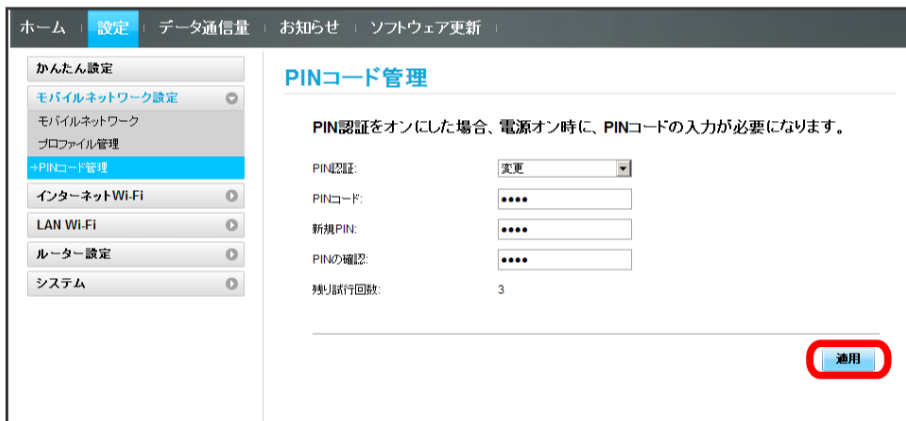 ホーム 設定 データ通信量 お知らせ ソフトウェア更新
かんたん設定
モバイルネットワーク設定
モバイルネットワーク
プロファイル管理
→PINコード管理
インターネットWi-Fi
LAN Wi-Fi
ルーター設定
システム
PINコード管理
PIN認証をオンにした場合、電源オン時に、PINコードの入力が必要になります。
PIN認証: 変更
PINコード: ••••
新規PIN: ••••
PINの確認: ••••
残り試行回数: 3
適用